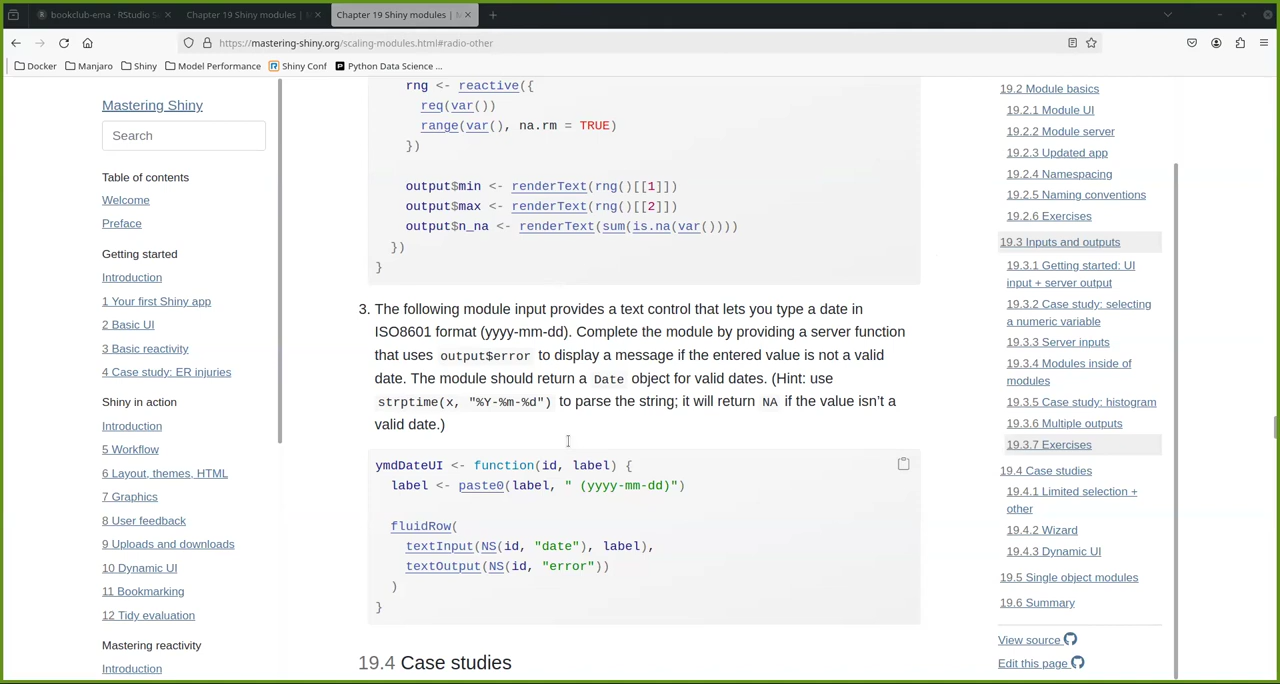 bookclub-ema · RStudio S
Chapter 19 Shiny modules |
Chapter 19 Shiny modules |
https://mastering-shiny.org/scaling-modules.html#radio-other
Docker
Manjaro
Shiny
Model Performance
Shiny Conf
Python Data Science ...
Mastering Shiny
Search
Table of contents
Welcome
Preface
Getting started
Introduction
1 Your first Shiny app
2 Basic UI
3 Basic reactivity
4 Case study: ER injuries
Shiny in action
Introduction
5 Workflow
6 Layout, themes, HTML
7 Graphics
8 User feedback
9 Uploads and downloads
10 Dynamic UI
11 Bookmarking
12 Tidy evaluation
Mastering reactivity
Introduction
rng <- reactive({
req(var())
range(var(), na.rm = TRUE)
})
output$min <- renderText(rng()[[1]])
output$max <- renderText(rng()[[2]])
output$n_na <- renderText(sum(is.na(var())))
})
}
3. The following module input provides a text control that lets you type a date in
ISO8601 format (yyyy-mm-dd). Complete the module by providing a server function
that uses output$error to display a message if the entered value is not a valid
date. The module should return a Date object for valid dates. (Hint: use
strptime(x, "%Y-%m-%d") to parse the string; it will return NA if the value isn't a
valid date.)
ymdDateUI <- function(id, label) {
label <- paste0(label, " (yyyy-mm-dd)")
fluidRow(
textInput(NS(id, "date"), label),
textOutput(NS(id, "error"))
)
}
19.4 Case studies
19.2 Module basics
19.2.1 Module UI
19.2.2 Module server
19.2.3 Updated app
19.2.4 Namespacing
19.2.5 Naming conventions
19.2.6 Exercises
19.3 Inputs and outputs
19.3.1 Getting started: UI
input + server output
19.3.2 Case study: selecting
a numeric variable
19.3.3 Server inputs
19.3.4 Modules inside of
modules
19.3.5 Case study: histogram
19.3.6 Multiple outputs
19.3.7 Exercises
19.4 Case studies
19.4.1 Limited selection +
other
19.4.2 Wizard
19.4.3 Dynamic UI
19.5 Single object modules
19.6 Summary
View source
Edit this page